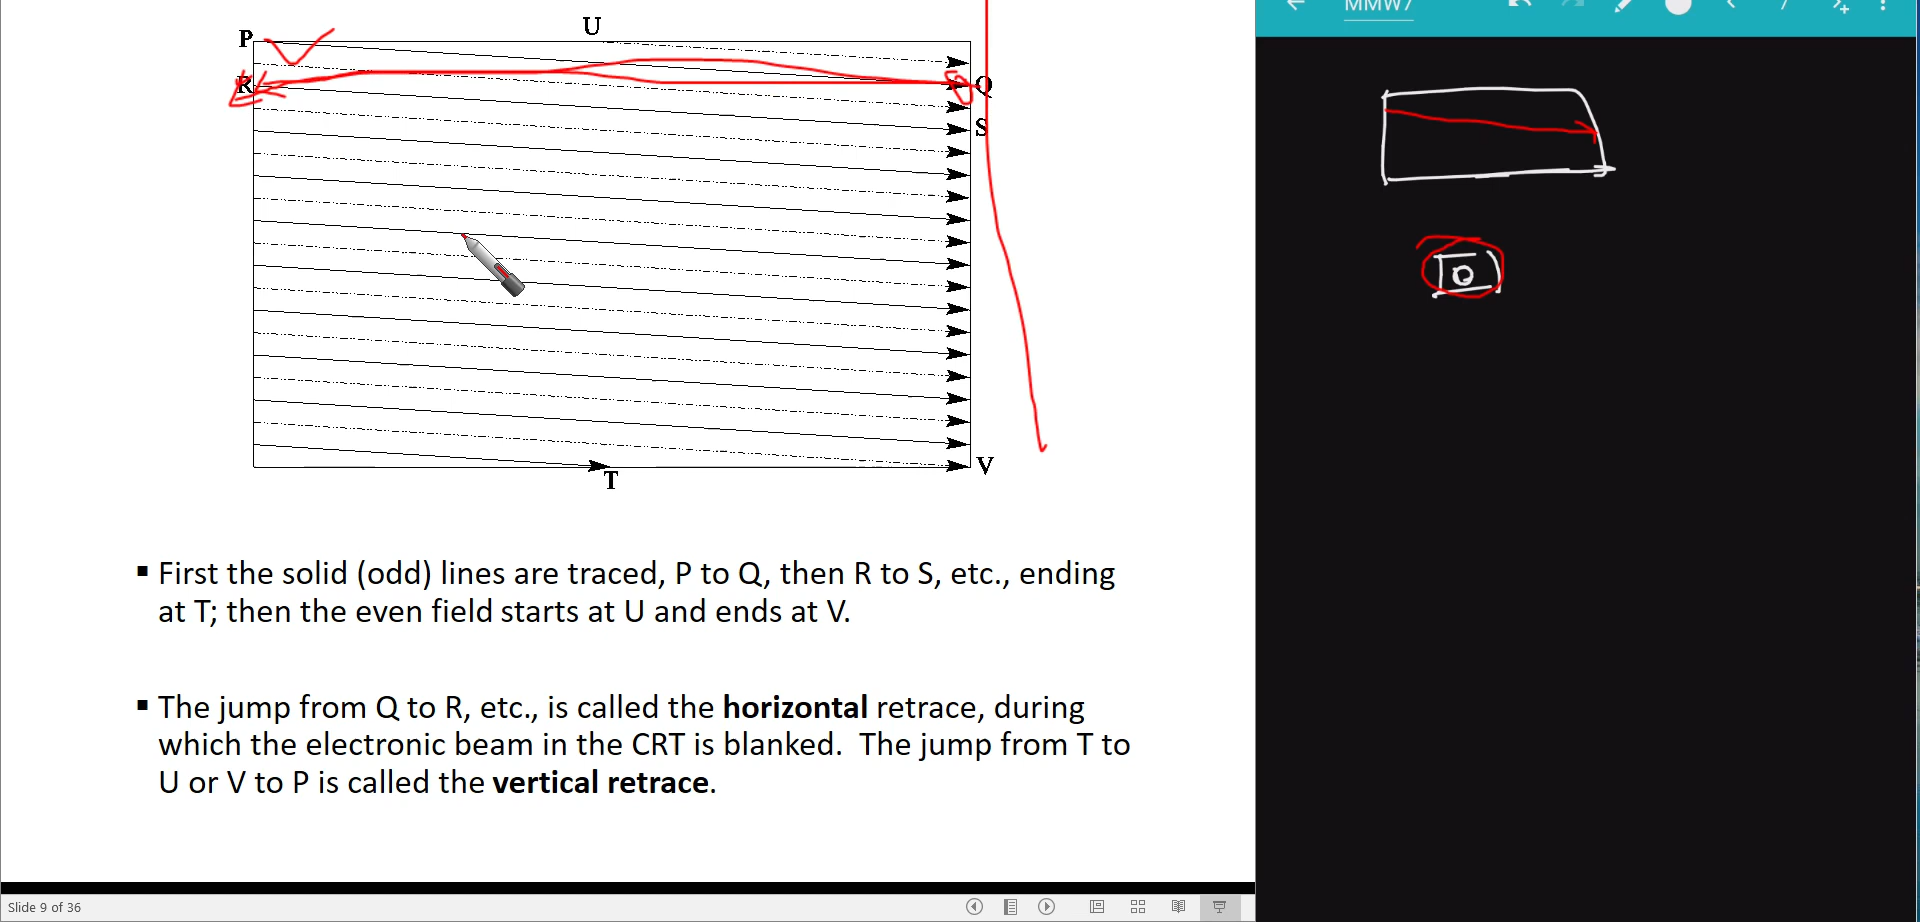 MMW7
P
U
R
Q
S
T
V
▪ First the solid (odd) lines are traced, P to Q, then R to S, etc., ending
at T; then the even field starts at U and ends at V.
▪ The jump from Q to R, etc., is called the horizontal retrace, during
which the electronic beam in the CRT is blanked. The jump from T to
U or V to P is called the vertical retrace.
Slide 9 of 36